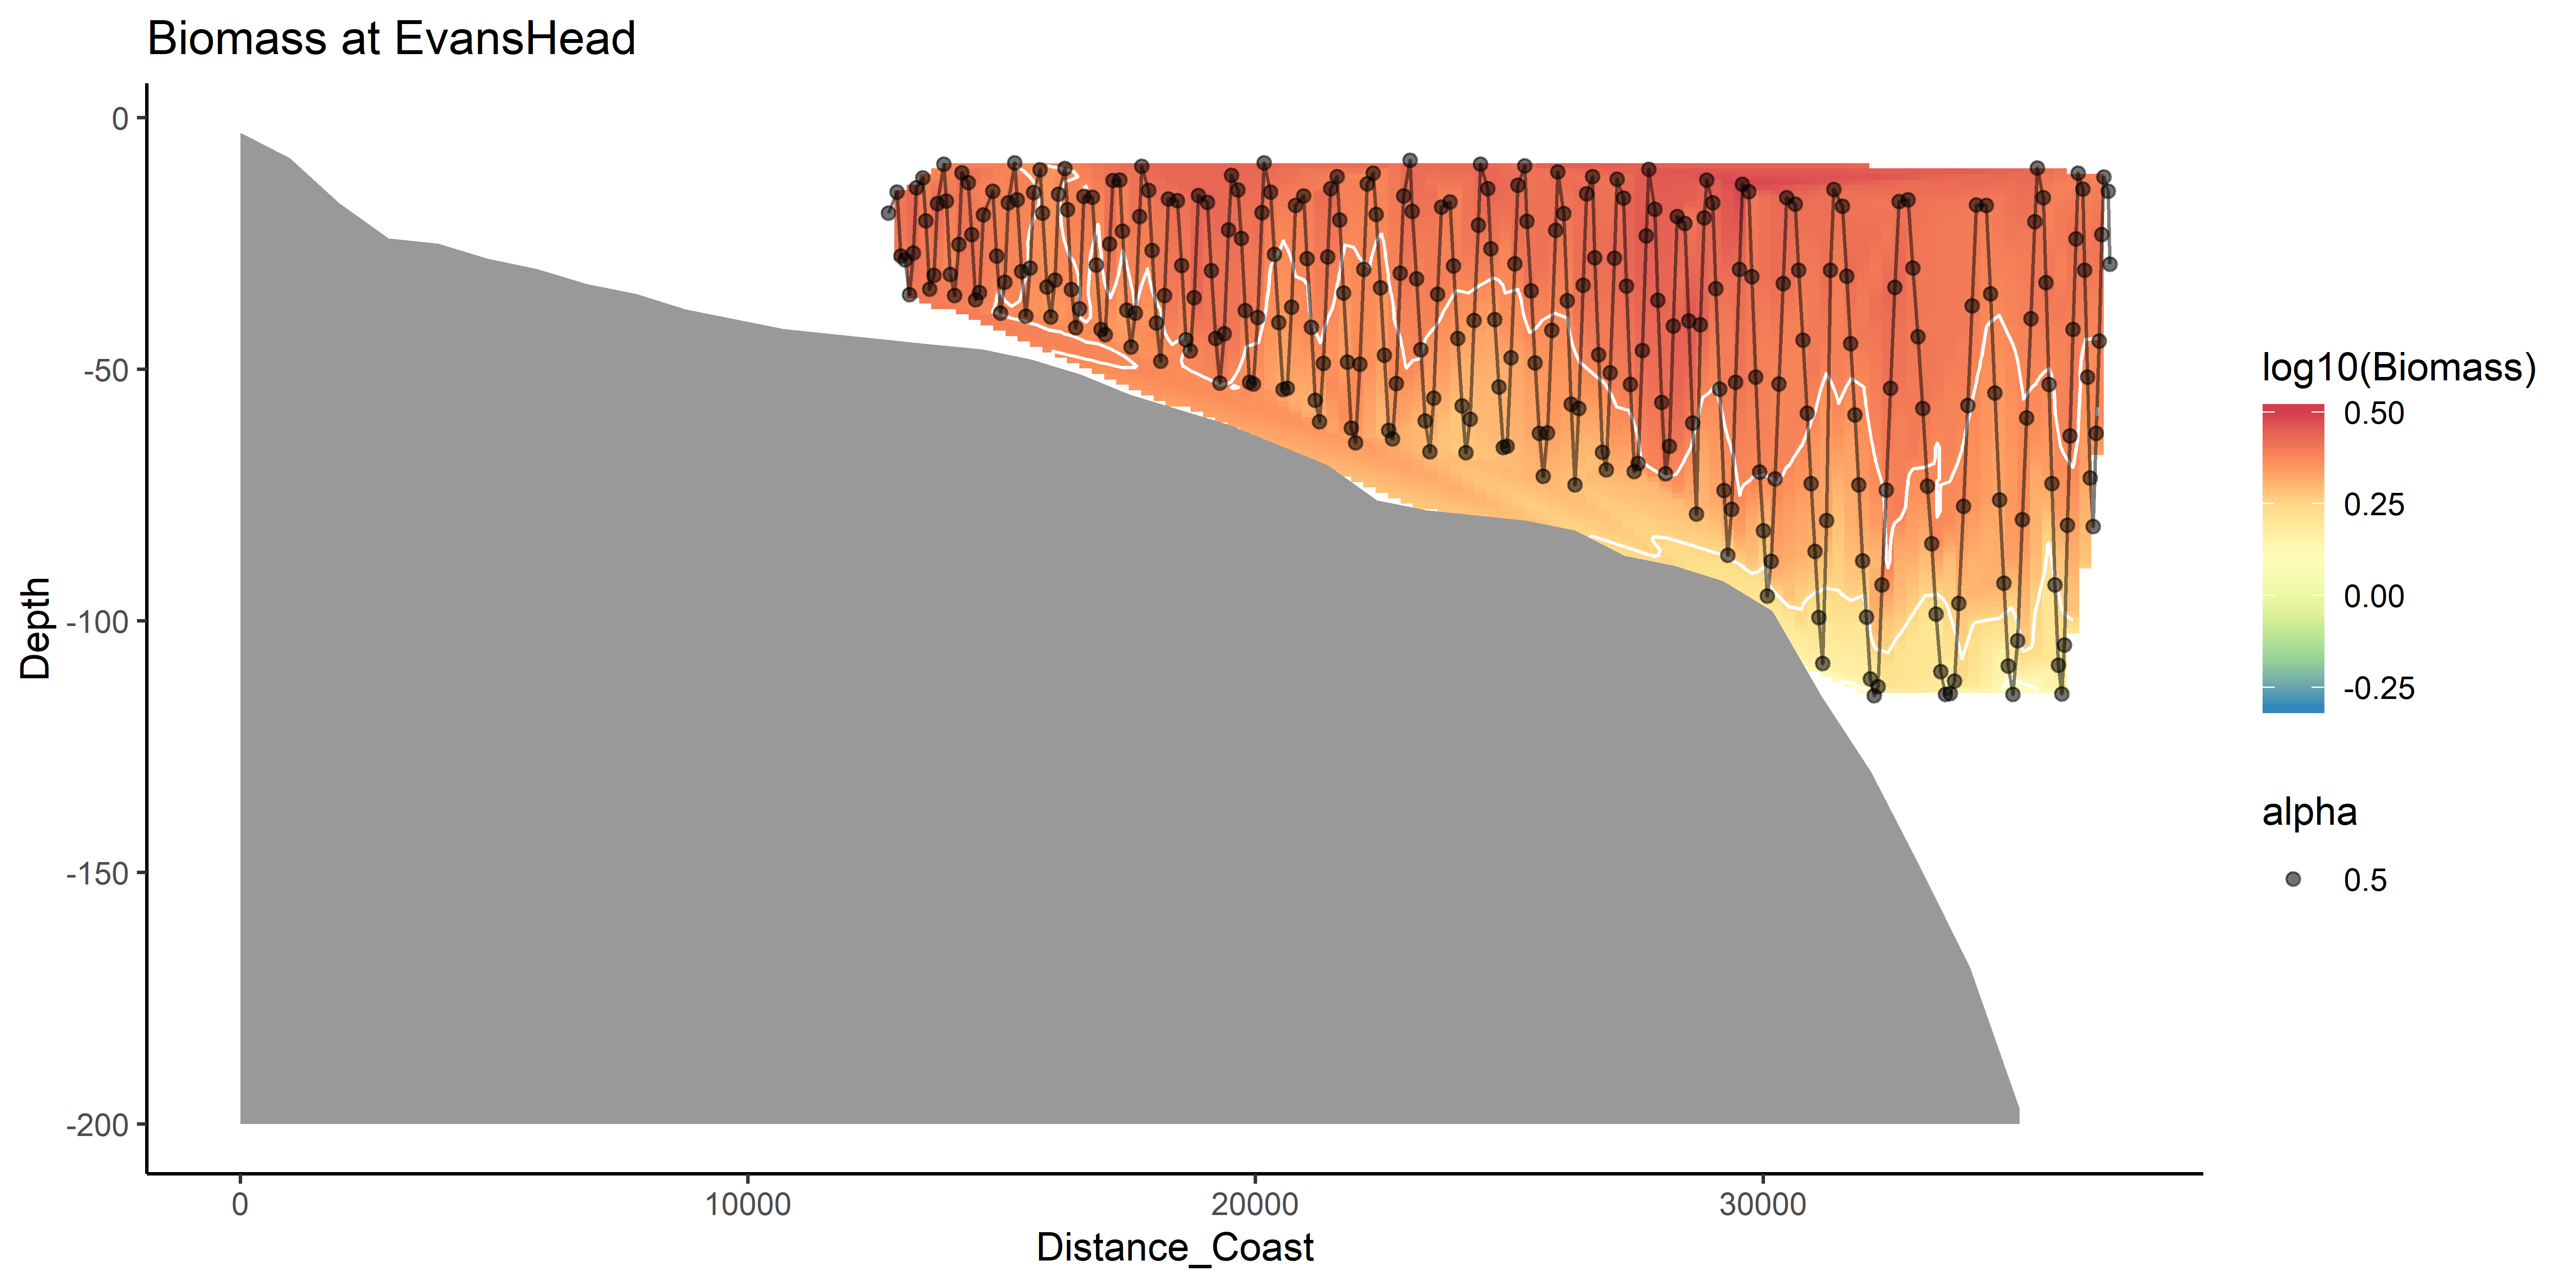 Biomass at EvansHead
0
-50
-100
-150
-200
Depth
0
10000
20000
30000
Distance_Coast
log10(Biomass)
0.50
0.25
0.00
-0.25
alpha
0.5